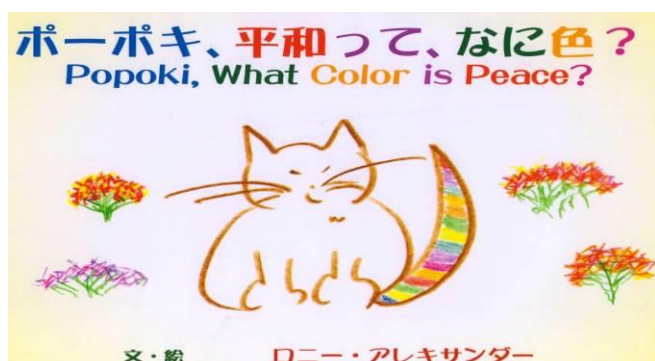 ポーポキ、平和って、なに色？
Popoki, What Color is Peace?
文・絵 ロニー・アレキサンダー